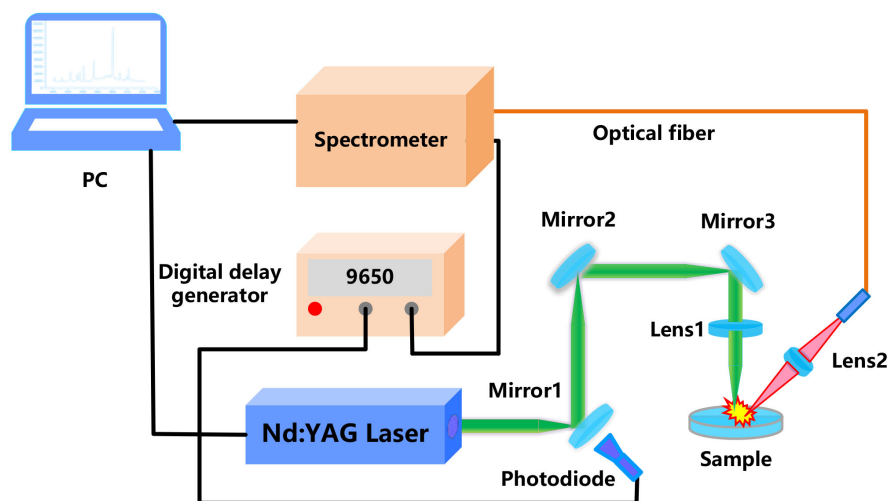 Spectrometer
Optical fiber
PC
Mirror2
Mirror3
Digital delay
generator
9650
Lens1
Lens2
Mirror1
Nd:YAG Laser
Photodiode
Sample